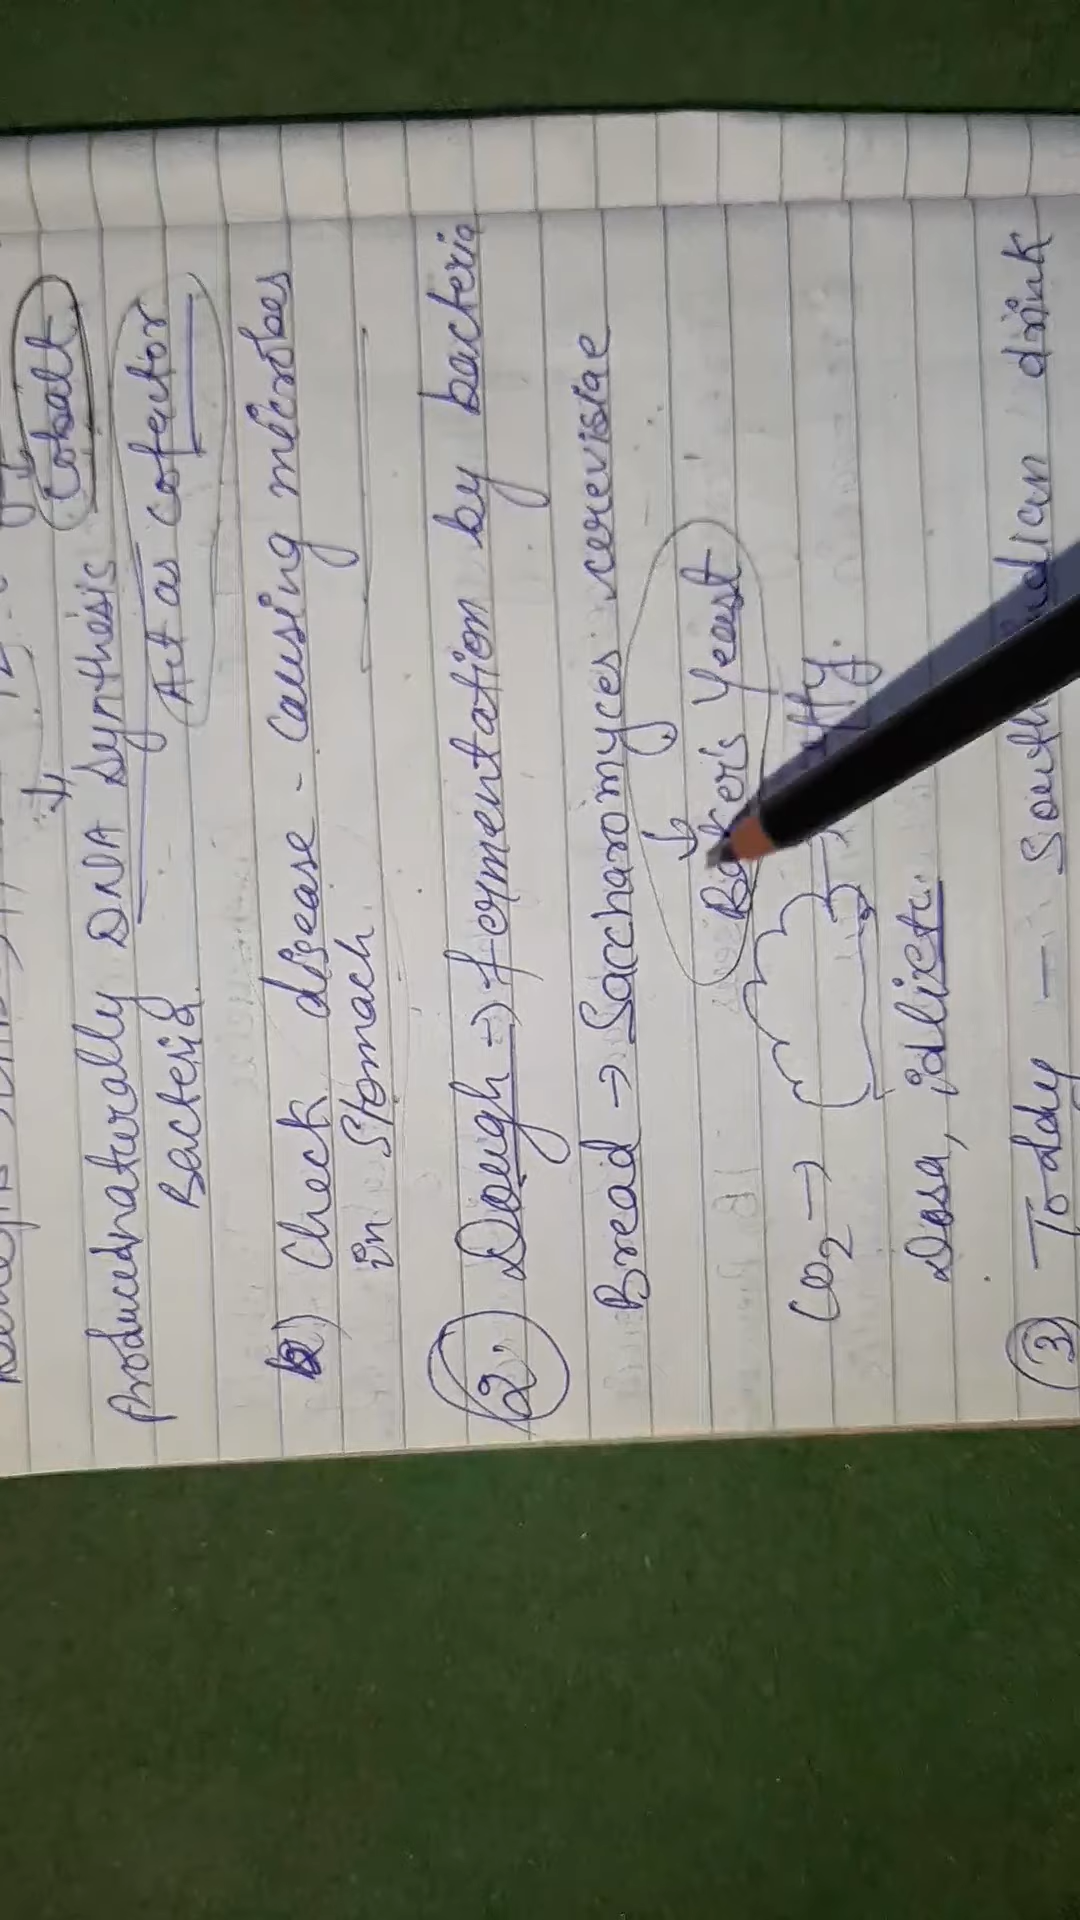 Cobalt
Produced naturally DNA Synthesis
Bacteria. Act as cofactor
b) Check disease - causing microbes
in Stomach.
2. Dough → fermentation by bacteria
Bread → Saccharomyces cerevisiae
Baker's Yeast
CO2 →
Dosa, idli etc.
3 Toddy - South Indian drink